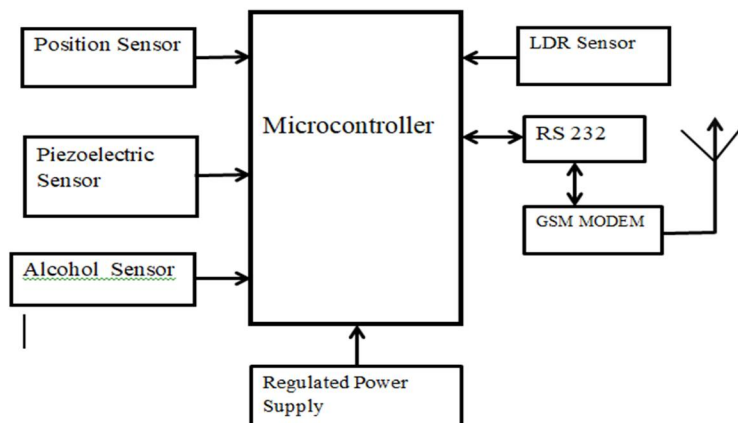 Position Sensor
LDR Sensor
Microcontroller
RS 232
Piezoelectric
Sensor
GSM MODEM
Alcohol Sensor
Regulated Power
Supply